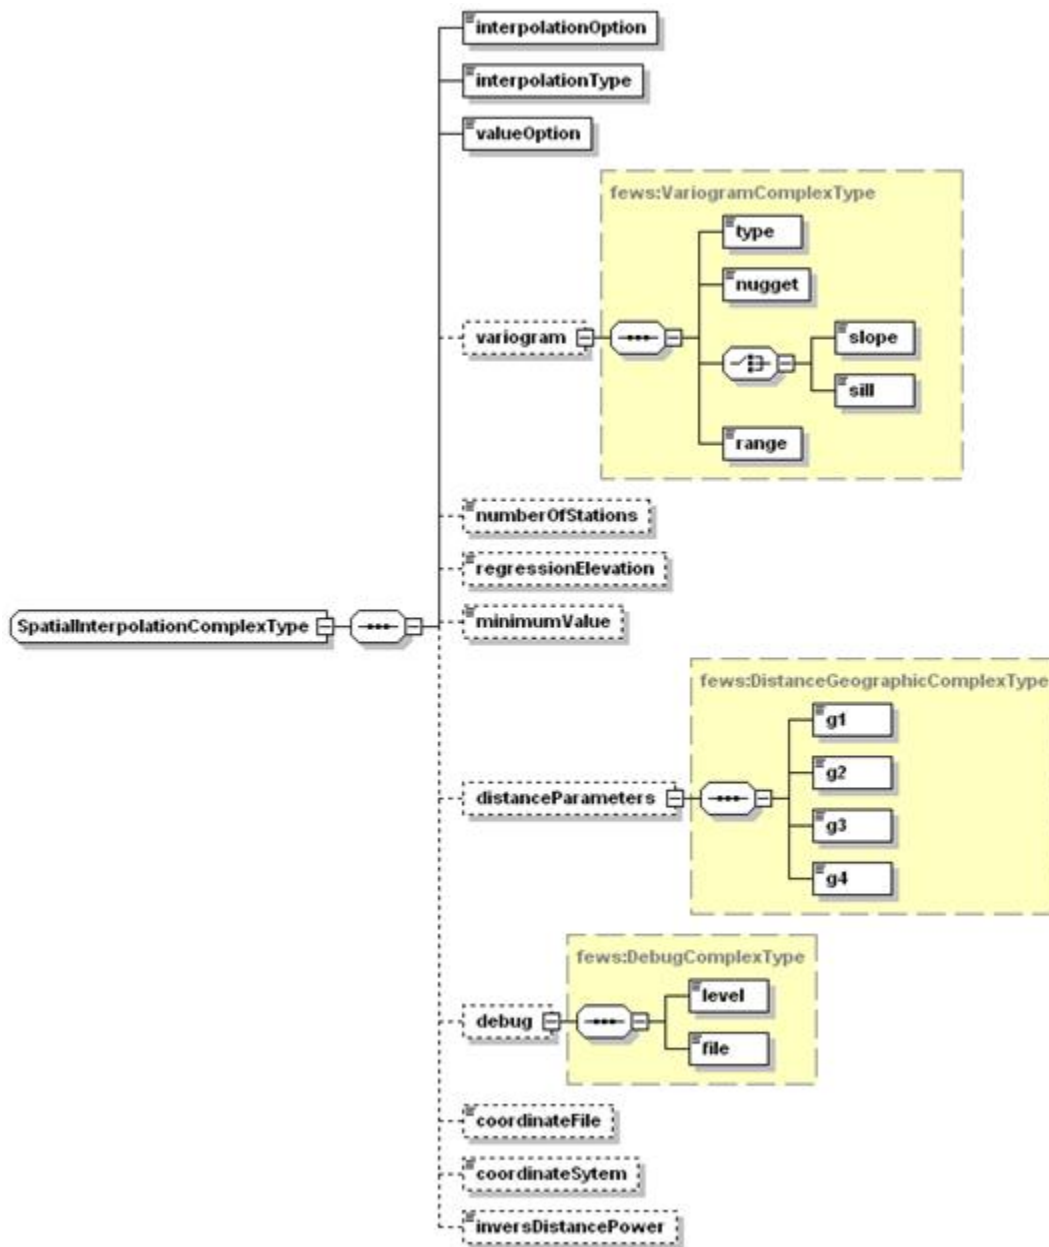 interpolationOption
interpolationType
valueOption
fews:VariogramComplexType
type
nugget
variogram
slope
sill
range
numberOfStations
regressionElevation
SpatialInterpolationComplexType
minimumValue
fews:DistanceGeographicComplexType
g1
g2
distanceParameters
g3
g4
fews:DebugComplexType
level
debug
file
coordinateFile
coordinateSytem
inversDistancePower